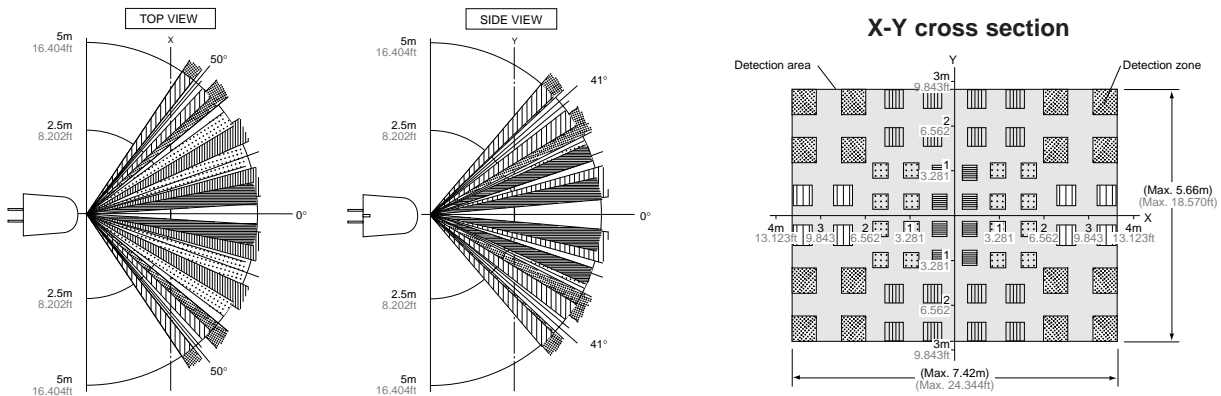 TOP VIEW
5m
16.404ft
X
50°
2.5m
8.202ft
0°
2.5m
8.202ft
50°
5m
16.404ft
SIDE VIEW
5m
16.404ft
Y
41°
2.5m
8.202ft
0°
2.5m
8.202ft
41°
5m
16.404ft
X-Y cross section
Detection area
Y
Detection zone
3m
9.843ft
2
6.562
1
3.281
(Max. 5.66m)
(Max. 18.570ft)
X
4m 3 2 1 1 2 3 4m
13.123ft 9.843 6.562 3.281 3.281 6.562 9.843 13.123ft
1
3.281
2
6.562
3m
9.843ft
(Max. 7.42m)
(Max. 24.344ft)